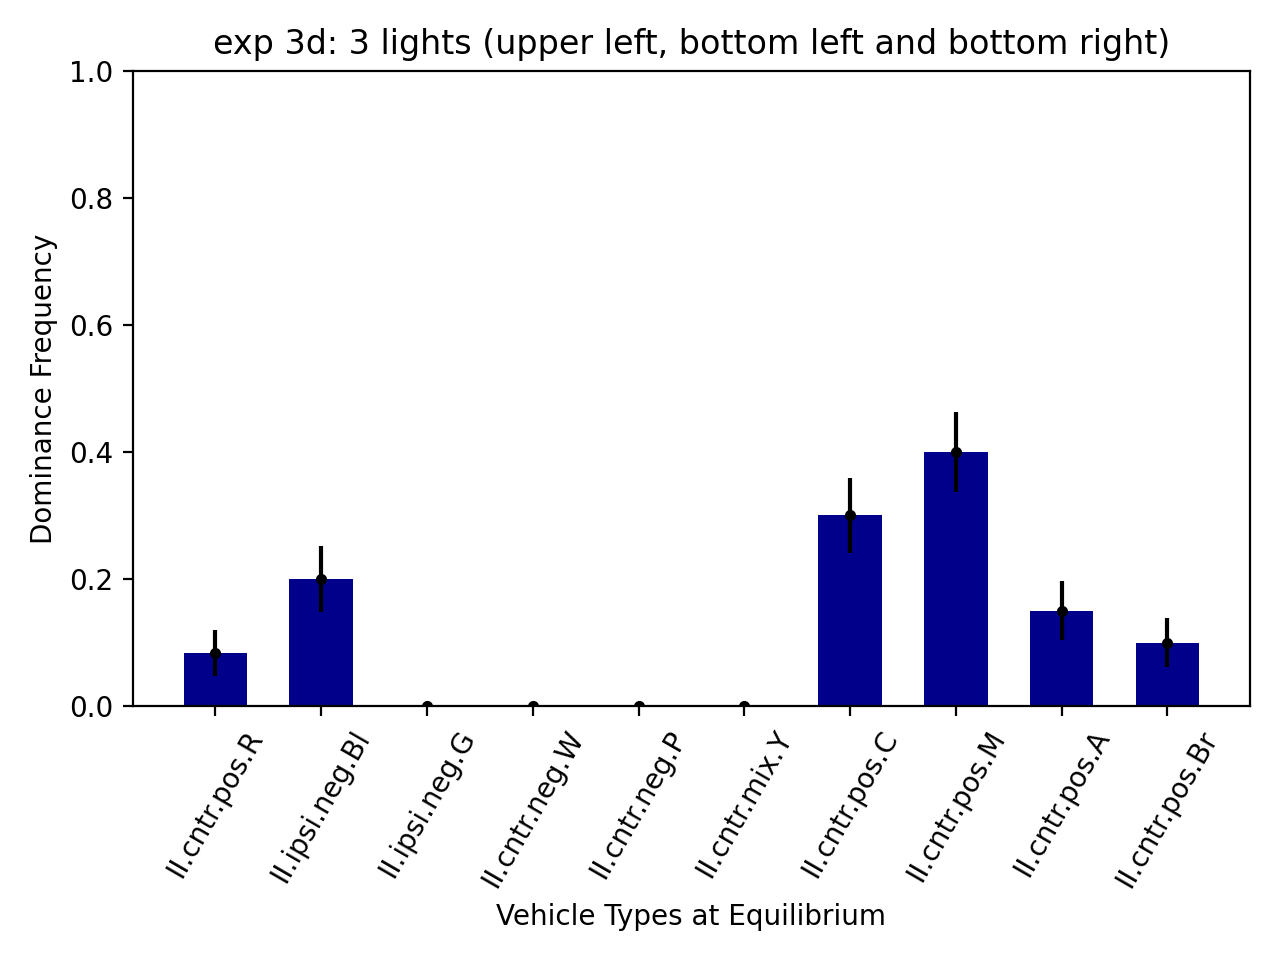 exp 3d: 3 lights (upper left, bottom left and bottom right)
Dominance Frequency
1.0
0.8
0.6
0.4
0.2
0.0
II.cntr.pos.R
II.ipsi.neg.Bl
II.ipsi.neg.G
II.cntr.neg.W
II.cntr.neg.P
II.cntr.mix.Y
II.cntr.pos.C
II.cntr.pos.M
II.cntr.pos.A
II.cntr.pos.Br
Vehicle Types at Equilibrium